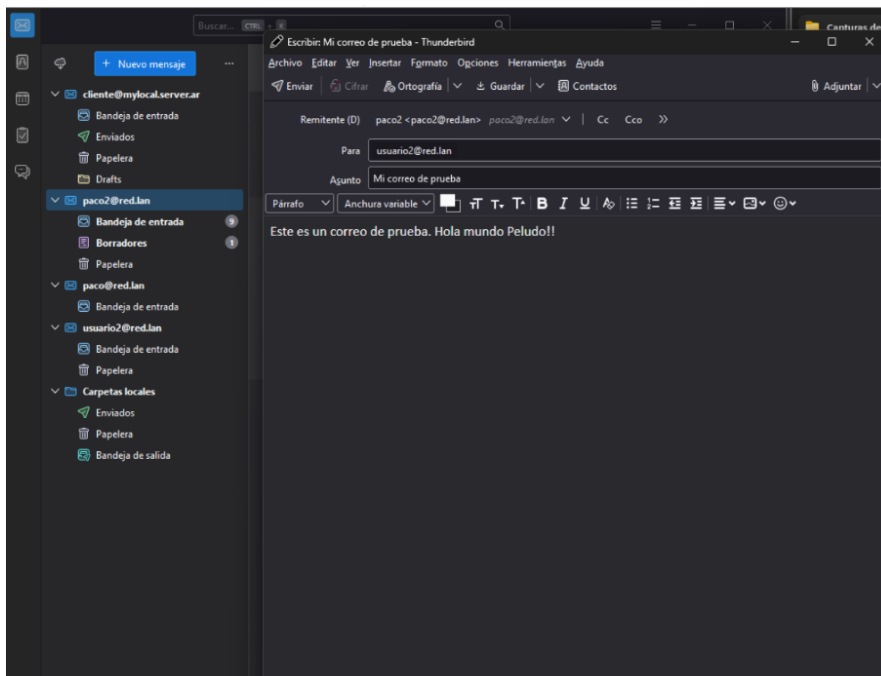 Buscar... CTRL + K
Canturas de
Escribir: Mi correo de prueba - Thunderbird
Archivo Editar Ver Insertar Formato Opciones Herramientas Ayuda
Enviar Cifrar Ortografía Guardar Contactos Adjuntar
Remitente (D) paco2 <paco2@red.lan> paco2@red.lan Cc Cco
Para usuario2@red.lan
Asunto Mi correo de prueba
Párrafo Anchura variable
Este es un correo de prueba. Hola mundo Peludo!!
+ Nuevo mensaje
cliente@mylocal.server.ar
Bandeja de entrada
Enviados
Papelera
Drafts
paco2@red.lan
Bandeja de entrada 9
Borradores 1
Papelera
paco@red.lan
Bandeja de entrada
usuario2@red.lan
Bandeja de entrada
Papelera
Carpetas locales
Enviados
Papelera
Bandeja de salida